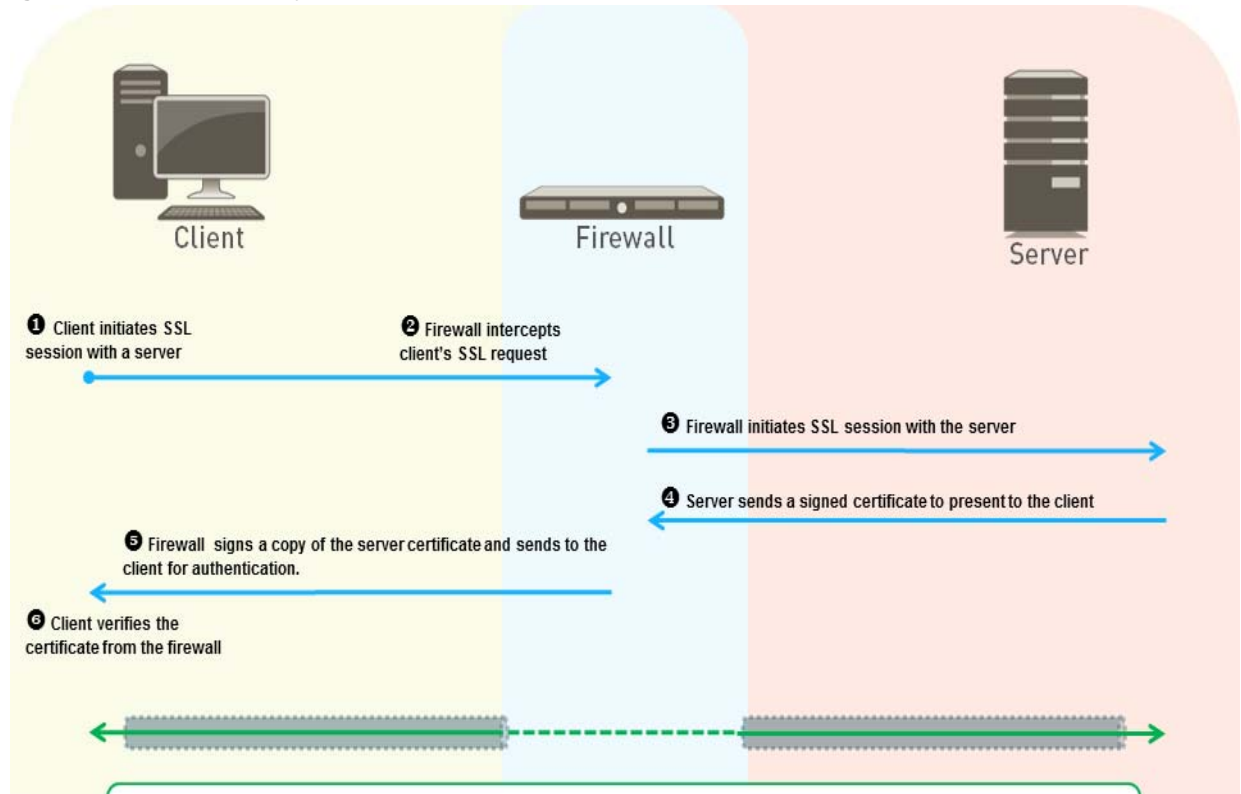 Client
Firewall
Server
❶ Client initiates SSL
session with a server
❷ Firewall intercepts
client's SSL request
❸ Firewall initiates SSL session with the server
❹ Server sends a signed certificate to present to the client
❺ Firewall signs a copy of the server certificate and sends to the
client for authentication.
❻ Client verifies the
certificate from the firewall